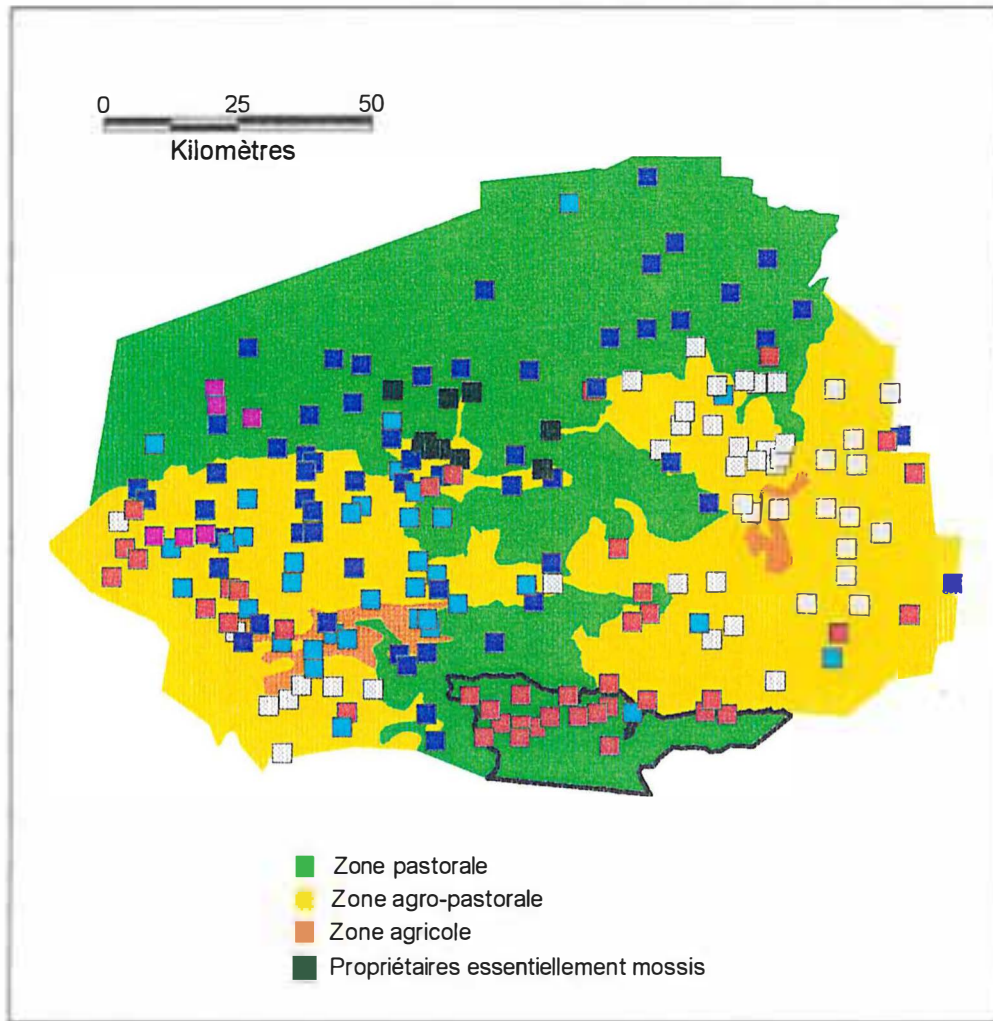 0 25 50
Kilomètres
Zone pastorale
Zone agro-pastorale
Zone agricole
Propriétaires essentiellement mossis